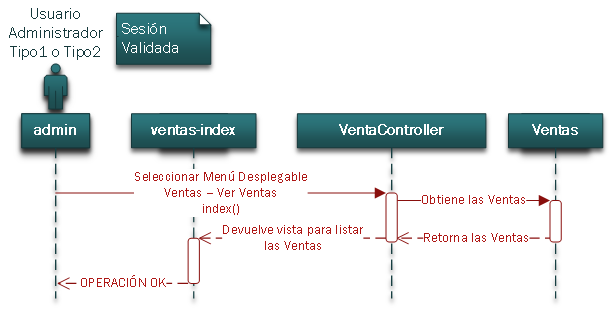 Usuario
Administrador
Tipo1 o Tipo2
Sesión
Validada
admin
ventas-index
VentaController
Ventas
Seleccionar Menú Desplegable
Ventas – Ver Ventas
index()
Obtiene las Ventas
Devuelve vista para listar
las Ventas
Retorna las Ventas
OPERACIÓN OK